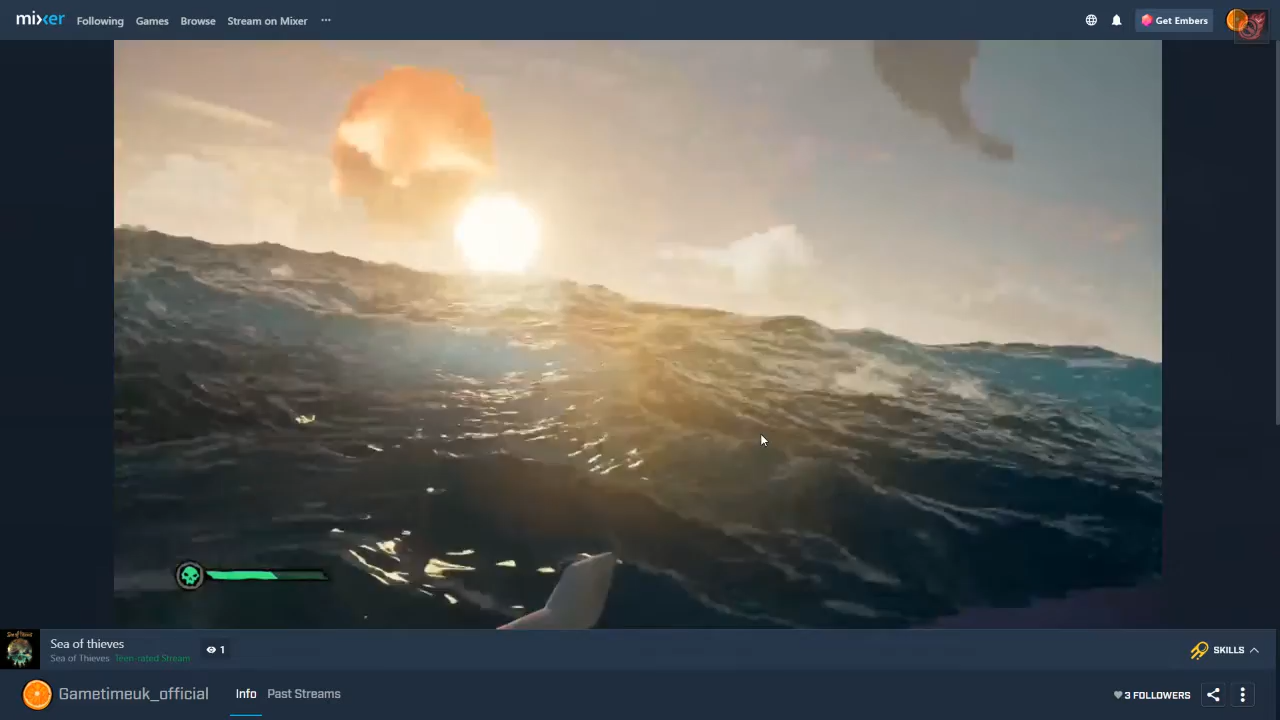 mixer Following Games Browse Stream on Mixer ··· Get Embers
Sea of thieves
Sea of Thieves Teen-rated Stream
1
SKILLS
Gametimeuk_official Info Past Streams 3 FOLLOWERS